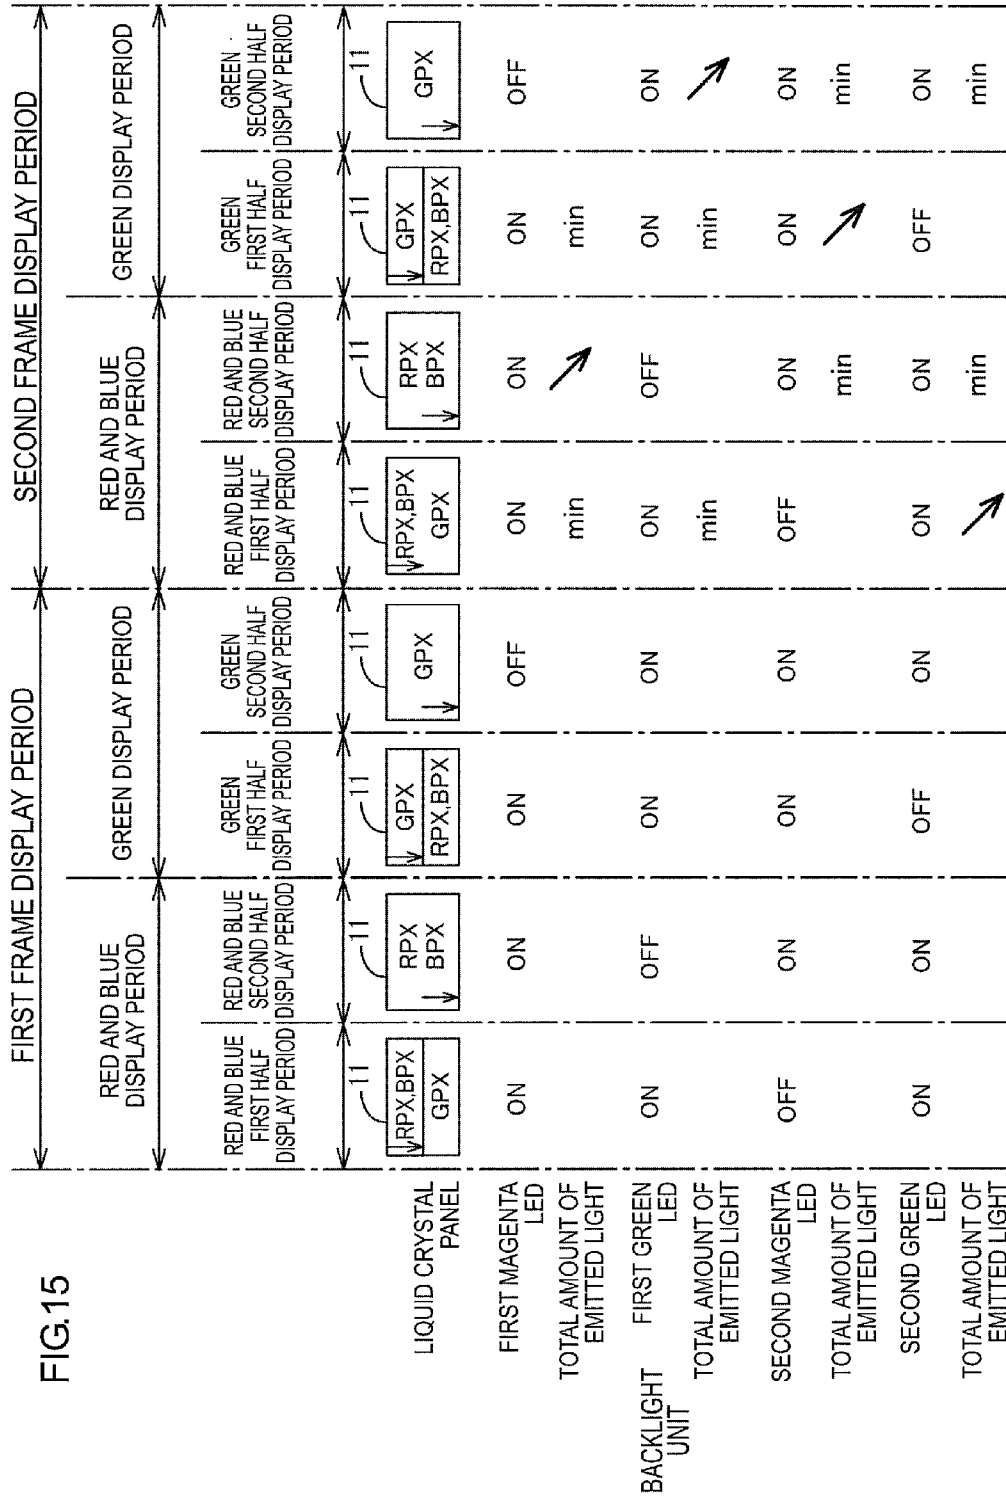 FIG.15
FIRST FRAME DISPLAY PERIOD
SECOND FRAME DISPLAY PERIOD
RED AND BLUE
DISPLAY PERIOD
GREEN DISPLAY PERIOD
RED AND BLUE
DISPLAY PERIOD
GREEN DISPLAY PERIOD
RED AND BLUE
FIRST HALF
DISPLAY PERIOD
RED AND BLUE
SECOND HALF
DISPLAY PERIOD
GREEN
FIRST HALF
DISPLAY PERIOD
GREEN
SECOND HALF
DISPLAY PERIOD
RED AND BLUE
FIRST HALF
DISPLAY PERIOD
RED AND BLUE
SECOND HALF
DISPLAY PERIOD
GREEN
FIRST HALF
DISPLAY PERIOD
GREEN
SECOND HALF
DISPLAY PERIOD
11 11 11 11 11 11 11 11
LIQUID CRYSTAL
PANEL
RPX,BPX
GPX
RPX
BPX
GPX
RPX,BPX
GPX
RPX,BPX
GPX
RPX
BPX
GPX
RPX,BPX
GPX
BACKLIGHT
UNIT
FIRST MAGENTA
LED
ON ON ON OFF ON ON ON OFF
TOTAL AMOUNT OF
EMITTED LIGHT
min min
FIRST GREEN
LED
ON OFF ON ON ON OFF ON ON
TOTAL AMOUNT OF
EMITTED LIGHT
min min
SECOND MAGENTA
LED
OFF ON ON ON OFF ON ON ON
TOTAL AMOUNT OF
EMITTED LIGHT
min min
SECOND GREEN
LED
ON ON OFF ON ON ON OFF ON
TOTAL AMOUNT OF
EMITTED LIGHT
min min